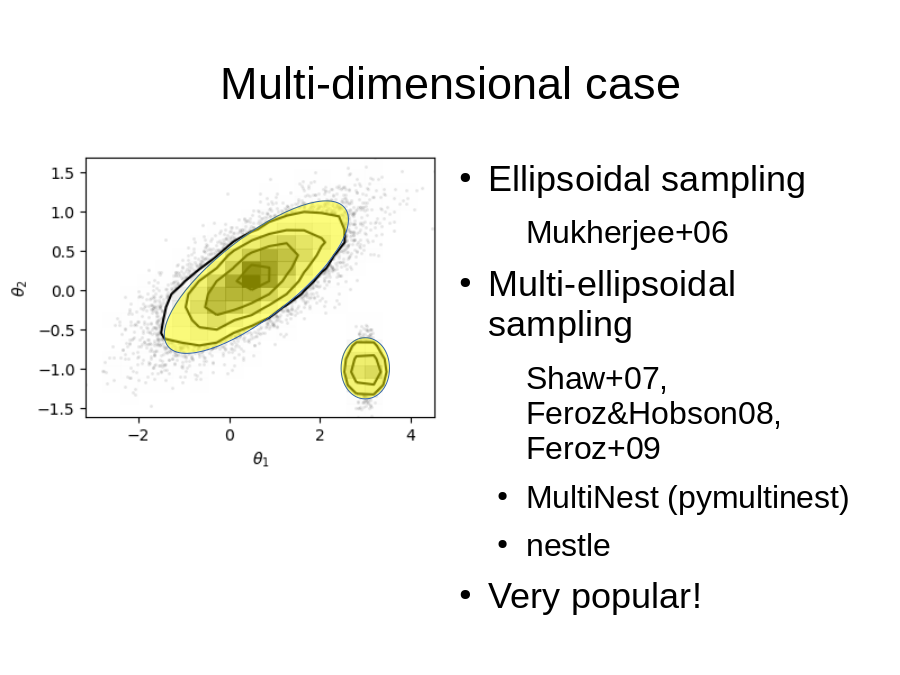 Multi-dimensional case
1.5
1.0
0.5
0.0
−0.5
−1.0
−1.5
θ2
−2
0
2
4
θ1
• Ellipsoidal sampling
Mukherjee+06
• Multi-ellipsoidal
sampling
Shaw+07,
Feroz&Hobson08,
Feroz+09
• MultiNest (pymultinest)
• nestle
• Very popular!